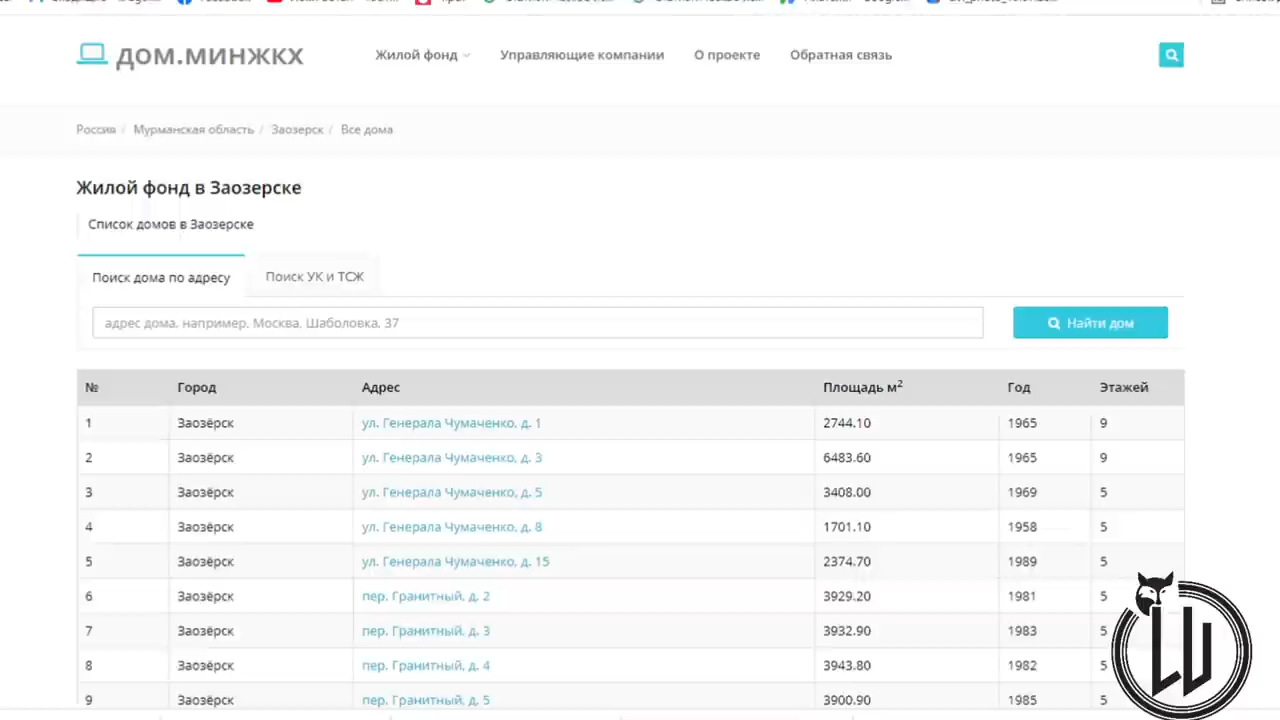 ДОМ.МИНЖКХ
Жилой фонд
Управляющие компании
О проекте
Обратная связь
Россия / Мурманская область / Заозерск / Все дома
Жилой фонд в Заозерске
Список домов в Заозерске
Поиск дома по адресу
Поиск УК и ТСЖ
адрес дома, например, Москва, Шаболовка, 37
Найти дом
№ Город Адрес Площадь м² Год Этажей
1 Заозёрск ул. Генерала Чумаченко, д. 1 2744.10 1965 9
2 Заозёрск ул. Генерала Чумаченко, д. 3 6483.60 1965 9
3 Заозёрск ул. Генерала Чумаченко, д. 5 3408.00 1969 5
4 Заозёрск ул. Генерала Чумаченко, д. 8 1701.10 1958 5
5 Заозёрск ул. Генерала Чумаченко, д. 15 2374.70 1989 5
6 Заозёрск пер. Гранитный, д. 2 3929.20 1981 5
7 Заозёрск пер. Гранитный, д. 3 3932.90 1983 5
8 Заозёрск пер. Гранитный, д. 4 3943.80 1982 5
9 Заозёрск пер. Гранитный, д. 5 3900.90 1985 5